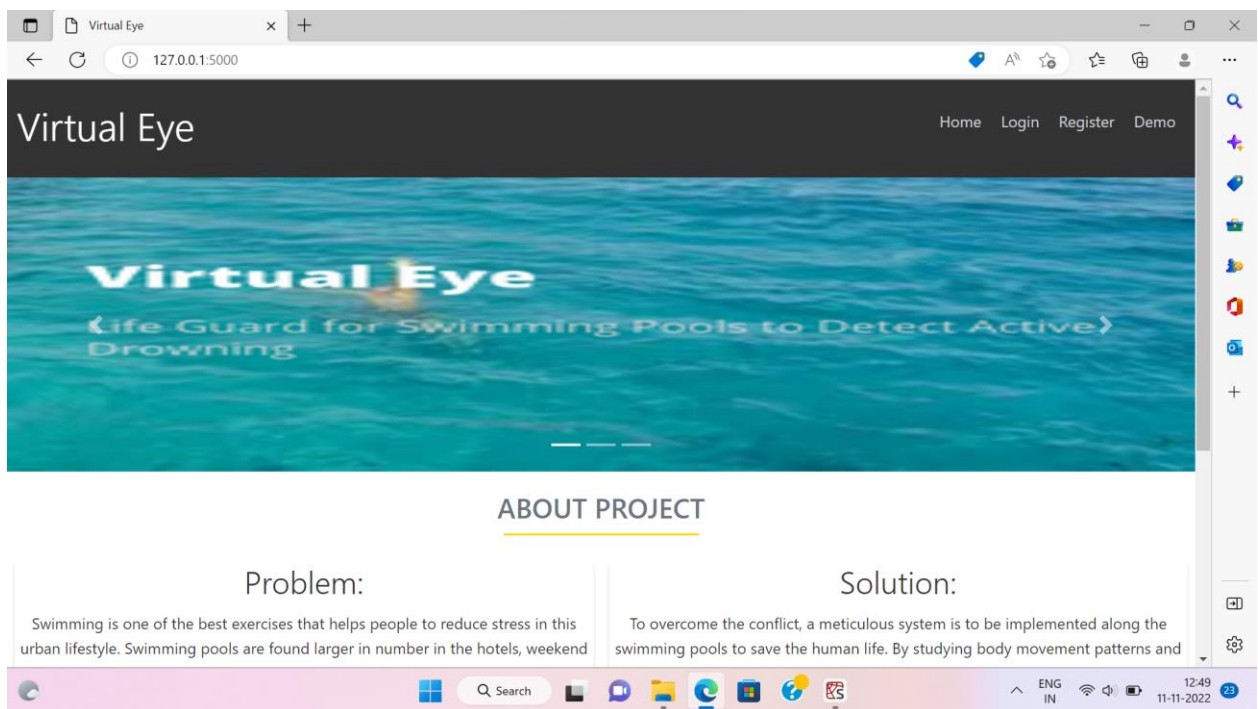 Virtual Eye
127.0.0.1:5000
Virtual Eye
Home Login Register Demo
Virtual Eye
Life Guard for Swimming Pools to Detect Active
Drowning
ABOUT PROJECT
Problem:
Swimming is one of the best exercises that helps people to reduce stress in this
urban lifestyle. Swimming pools are found larger in number in the hotels, weekend
Solution:
To overcome the conflict, a meticulous system is to be implemented along the
swimming pools to save the human life. By studying body movement patterns and
Search
ENG
IN
12:49
11-11-2022
23